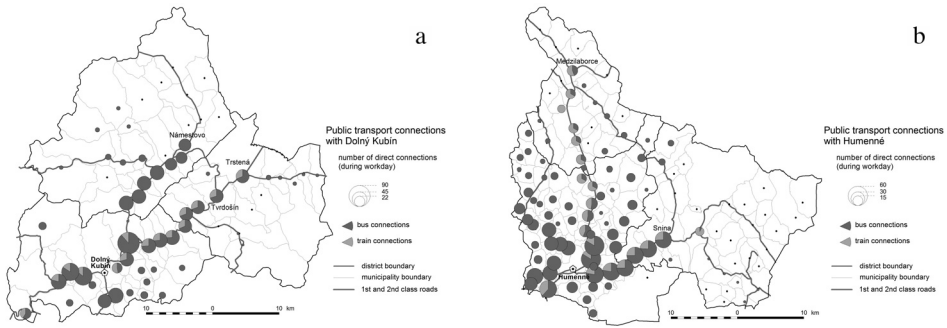 a
Námestovo
Trstená
Tvrdošín
Dolný
Kubín
Public transport connections
with Dolný Kubín
number of direct connections
(during workday)
90
45
22
bus connections
train connections
district boundary
municipality boundary
1st and 2nd class roads
10 0 10 km
b
Medzilaborce
Snina
Humenné
Public transport connections
with Humenné
number of direct connections
(during workday)
60
30
15
bus connections
train connections
district boundary
municipality boundary
1st and 2nd class roads
10 0 10 km